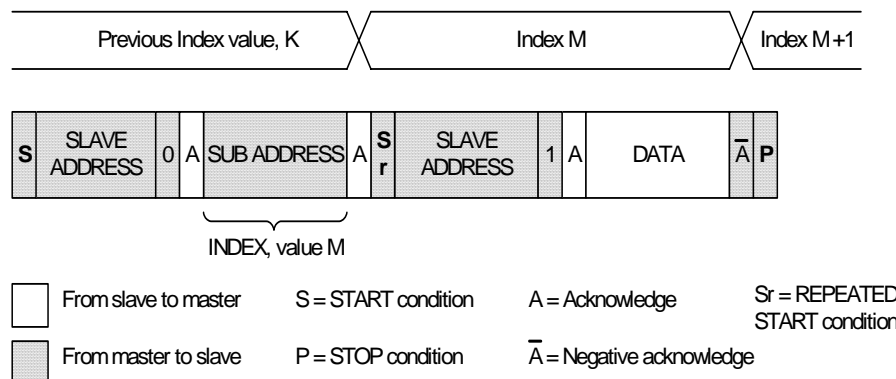 Previous Index value, K Index M Index M+1
S SLAVE ADDRESS 0 A SUB ADDRESS A Sr SLAVE ADDRESS 1 A DATA A̅ P
INDEX, value M
From slave to master S = START condition A = Acknowledge Sr = REPEATED START condition
From master to slave P = STOP condition A̅ = Negative acknowledge